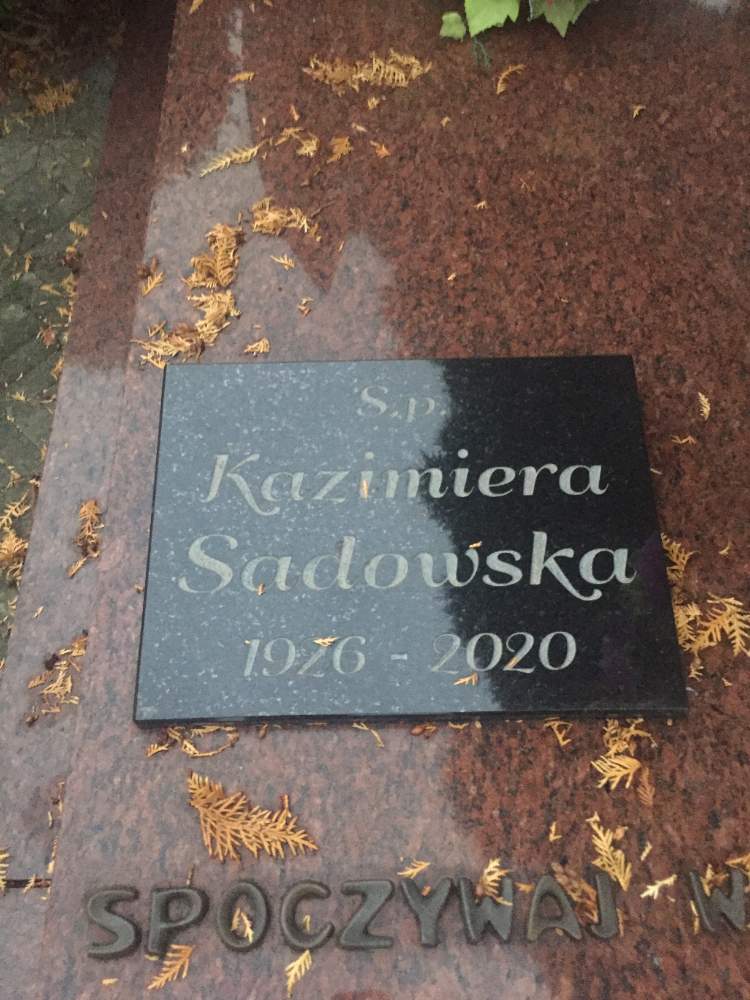 Ś.p.
Kazimiera
Sadowska
1926 - 2020
SPOCZYWAJ W